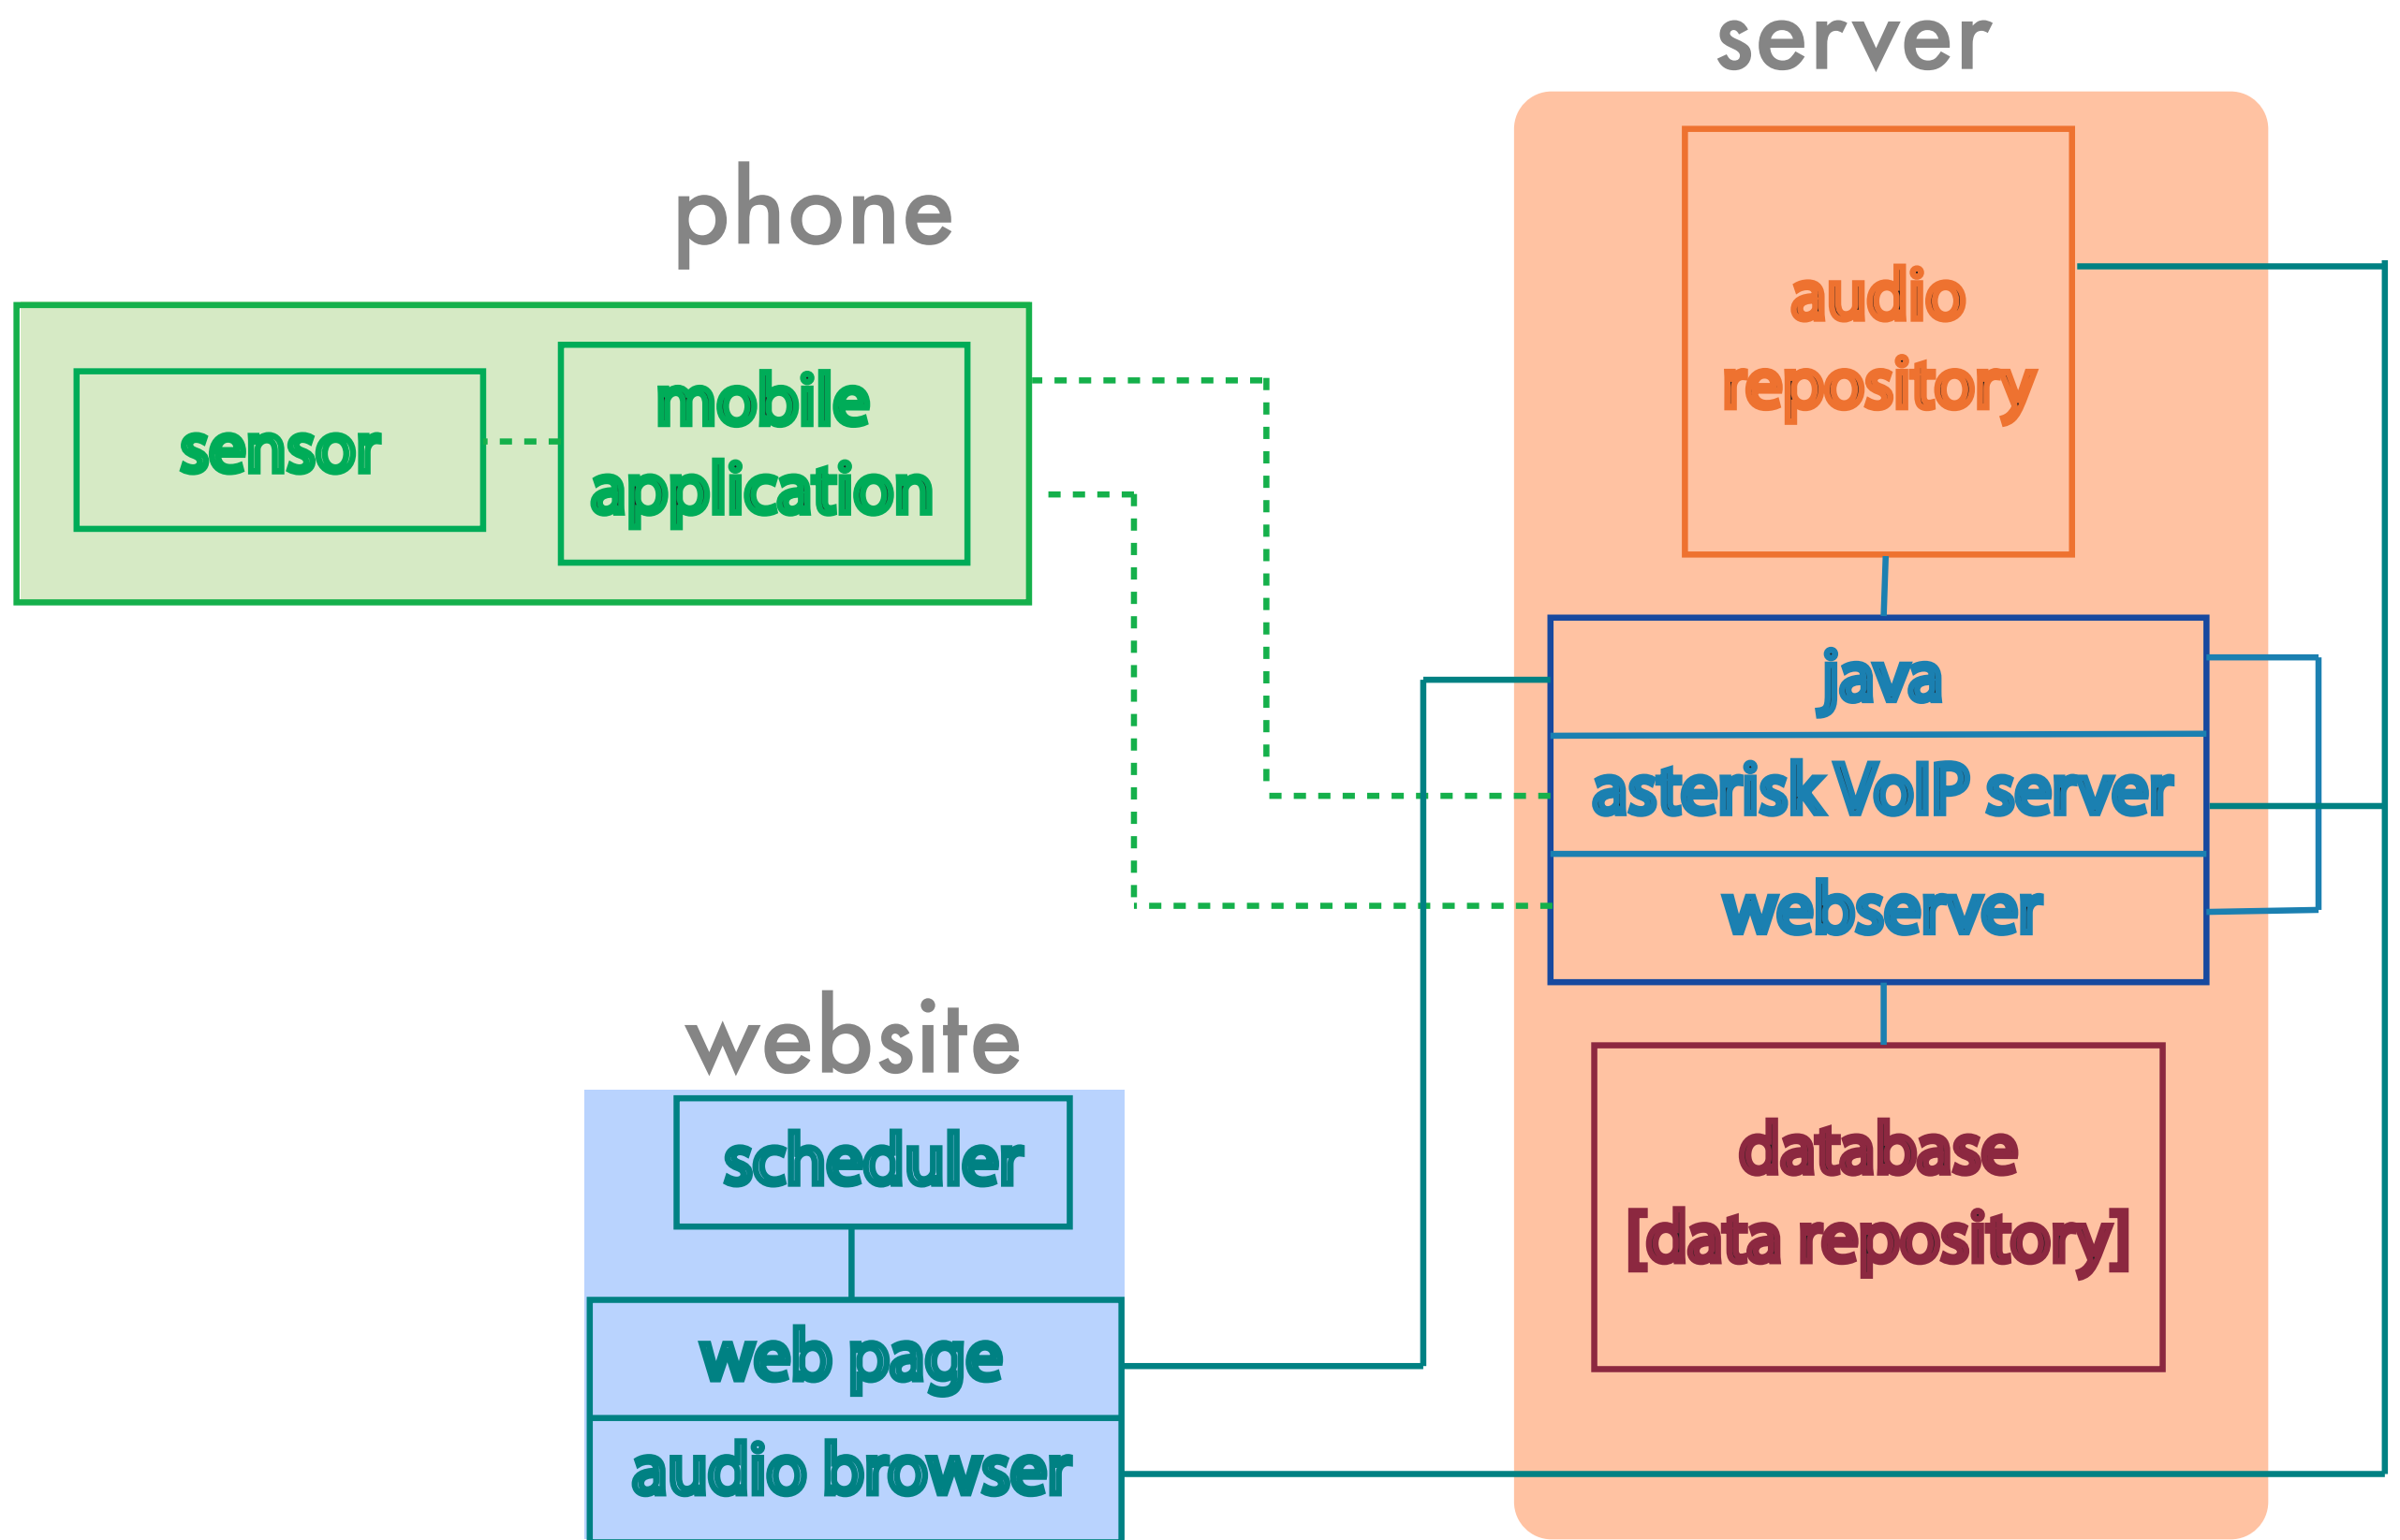 server
phone
audio
repository
sensor
mobile
application
java
asterisk VoIP server
webserver
website
scheduler
web page
audio browser
database
[data repository]